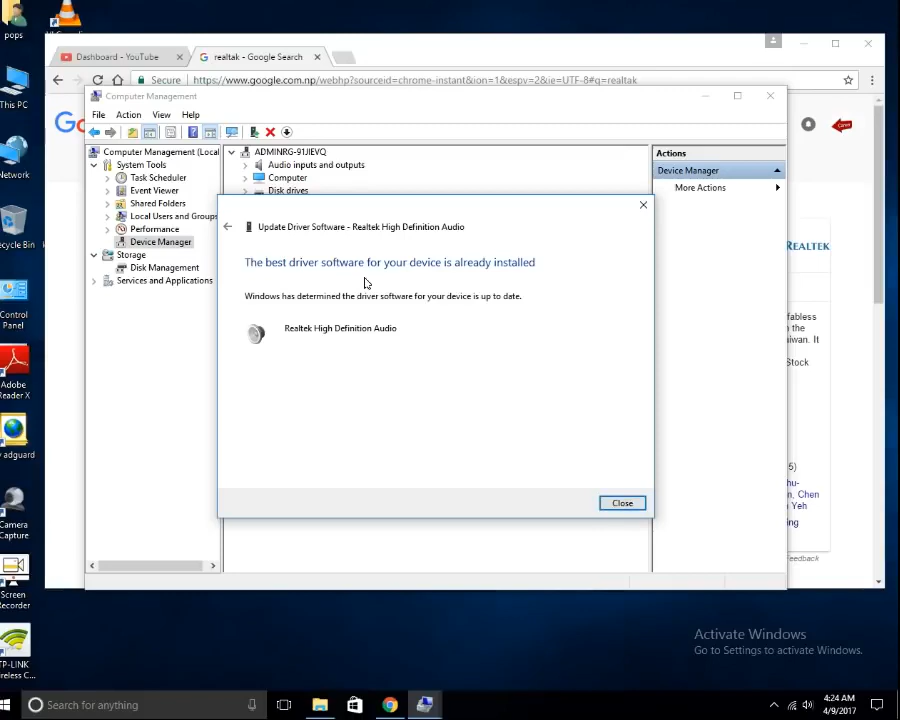 pops
This PC
Network
ecycle Bin
Control
Panel
Adobe
Reader X
adguard
Camera
Capture
Screen
Recorder
TP-LINK
ireless C...
Dashboard - YouTube
realtak - Google Search
Secure
https://www.google.com.np/webhp?sourceid=chrome-instant&ion=1&espv=2&ie=UTF-8#q=realtak
Computer Management
File Action View Help
Computer Management (Local
System Tools
Task Scheduler
Event Viewer
Shared Folders
Local Users and Groups
Performance
Device Manager
Storage
Disk Management
Services and Applications
ADMINRG-91JIEVQ
Audio inputs and outputs
Computer
Disk drives
Actions
Device Manager
More Actions
Update Driver Software - Realtek High Definition Audio
The best driver software for your device is already installed
Windows has determined the driver software for your device is up to date.
Realtek High Definition Audio
Close
REALTEK
fabless
n the
aiwan. It
Stock
5)
hu-
n, Chen
Yeh
ing
eedback
Activate Windows
Go to Settings to activate Windows.
Search for anything
4:24 AM
4/9/2017